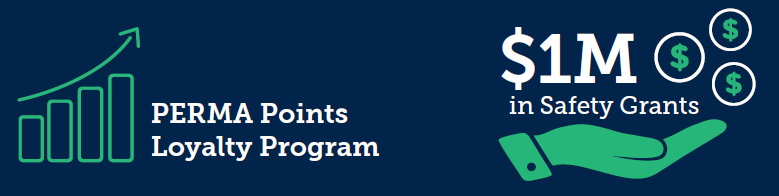 PERMA Points
Loyalty Program
$1M
in Safety Grants
$
$
$